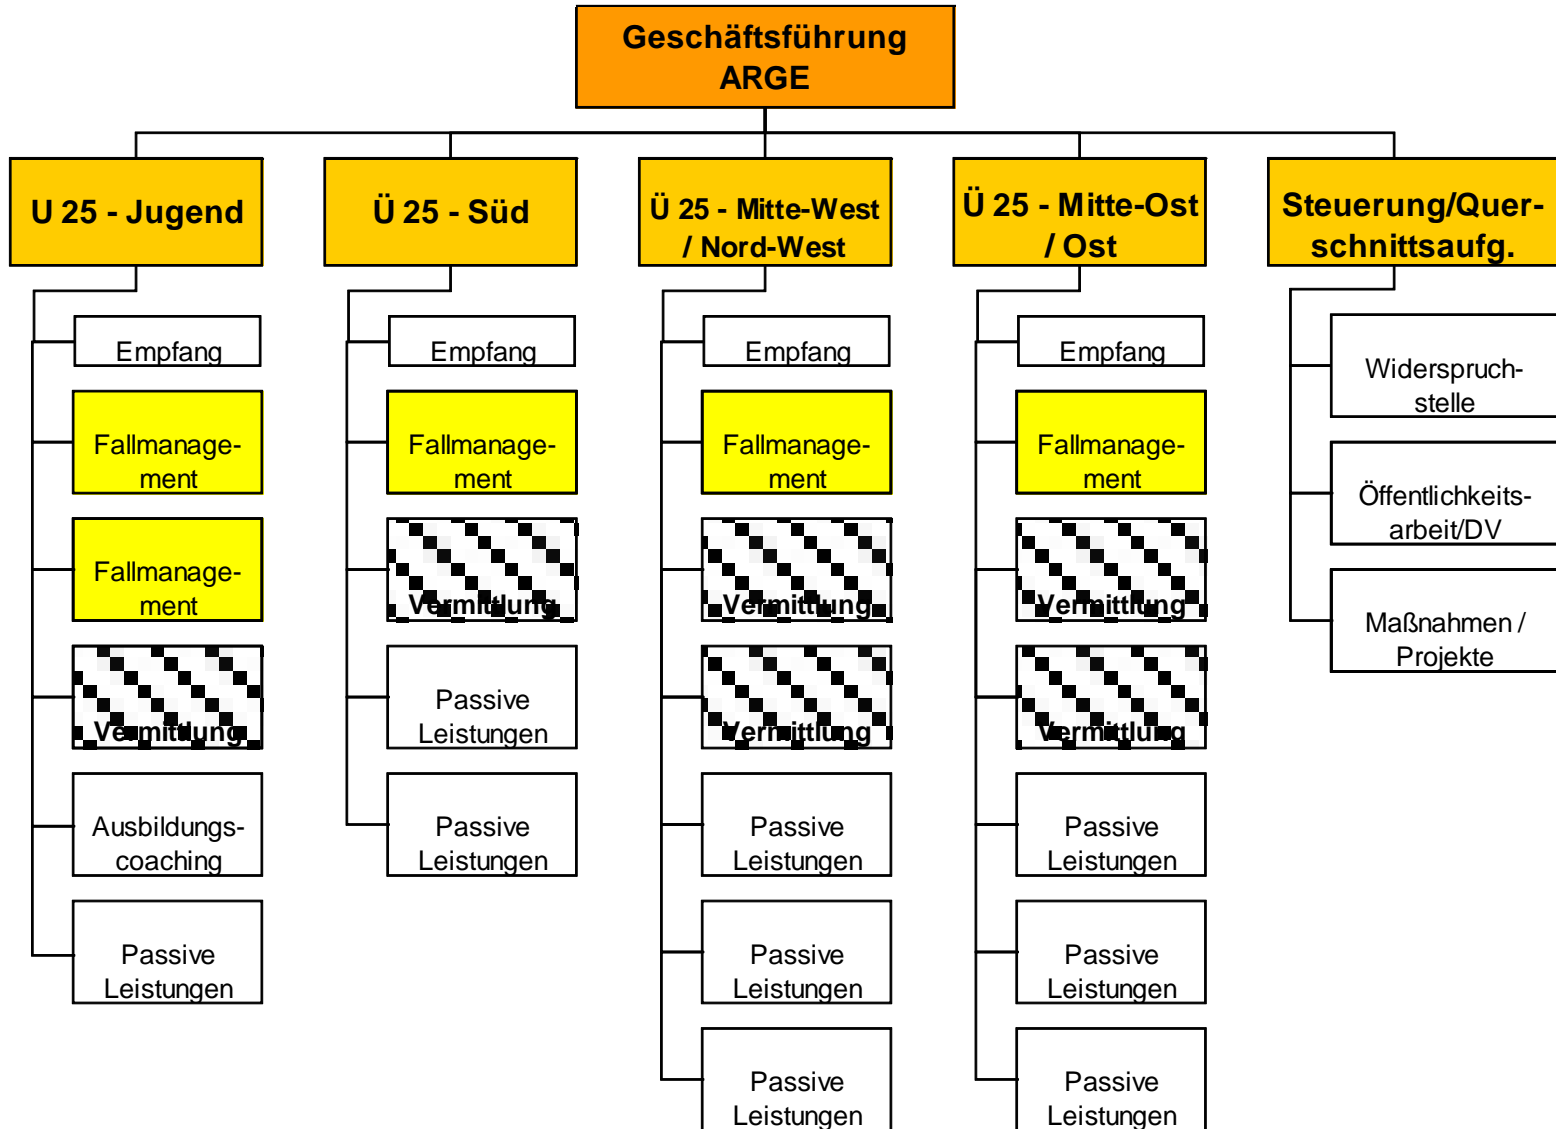 Geschäftsführung
ARGE
U 25 - Jugend
Empfang
Fallmanage-
ment
Fallmanage-
ment
Vermittlung
Ausbildungs-
coaching
Passive
Leistungen
Ü 25 - Süd
Empfang
Fallmanage-
ment
Vermittlung
Passive
Leistungen
Passive
Leistungen
Ü 25 - Mitte-West
/ Nord-West
Empfang
Fallmanage-
ment
Vermittlung
Vermittlung
Passive
Leistungen
Passive
Leistungen
Passive
Leistungen
Ü 25 - Mitte-Ost
/ Ost
Empfang
Fallmanage-
ment
Vermittlung
Vermittlung
Passive
Leistungen
Passive
Leistungen
Passive
Leistungen
Steuerung/Quer-
schnittsaufg.
Widerspruch-
stelle
Öffentlichkeits-
arbeit/DV
Maßnahmen /
Projekte